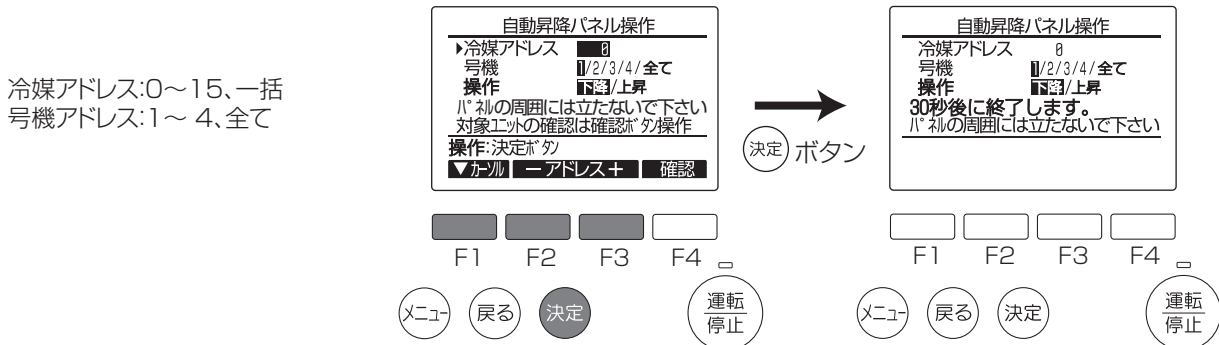 冷媒アドレス:0～15、一括
号機アドレス:1～ 4、全て
自動昇降パネル操作
▶冷媒アドレス 0
号機 1/2/3/4/全て
操作 下降/上昇
パネルの周囲には立たないで下さい
対象ユニットの確認は確認ボタン操作
操作:決定ボタン
▼カーソル ーアドレス＋ 確認
F1 F2 F3 F4
メニュー 戻る 決定 運転
停止
決定 ボタン
自動昇降パネル操作
冷媒アドレス 0
号機 1/2/3/4/全て
操作 下降/上昇
30秒後に終了します。
パネルの周囲には立たないで下さい
F1 F2 F3 F4
メニュー 戻る 決定 運転
停止